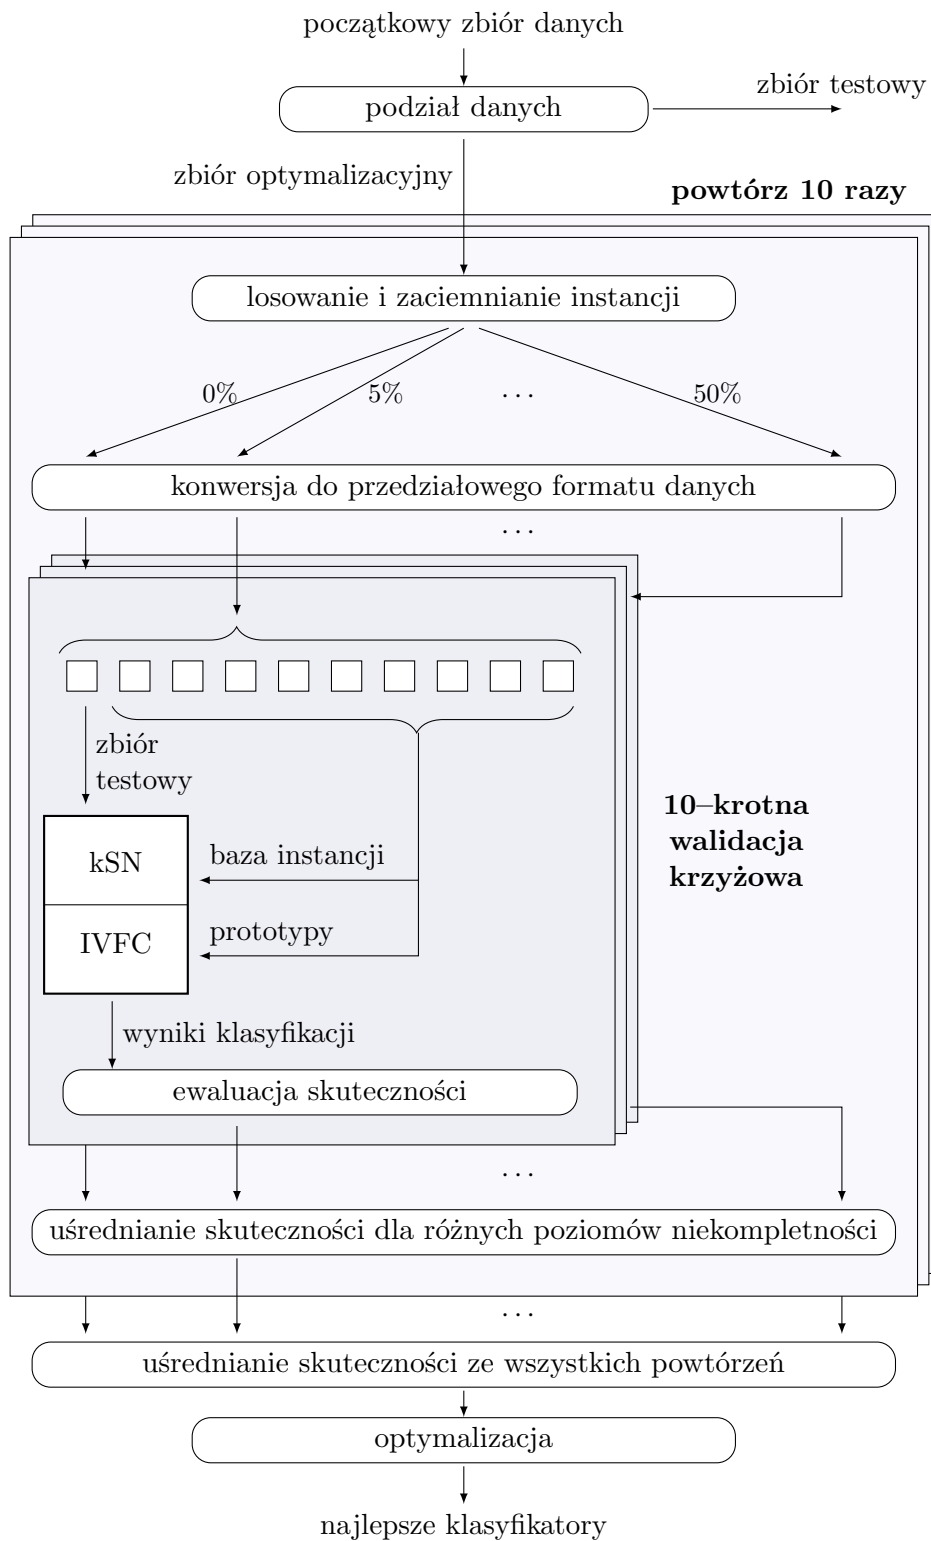 początkowy zbiór danych
podział danych
zbiór testowy
zbiór optymalizacyjny
powtórz 10 razy
losowanie i zaciemnianie instancji
0%
5%
...
50%
konwersja do przedziałowego formatu danych
...
zbiór
testowy
10–krotna
walidacja
krzyżowa
kSN
baza instancji
IVFC
prototypy
wyniki klasyfikacji
ewaluacja skuteczności
...
uśrednianie skuteczności dla różnych poziomów niekompletności
...
uśrednianie skuteczności ze wszystkich powtórzeń
optymalizacja
najlepsze klasyfikatory